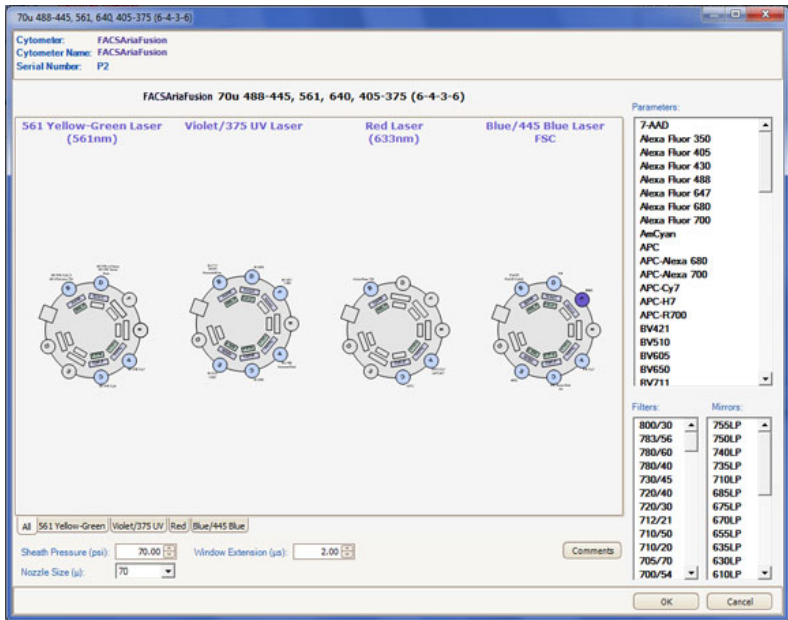 70u 488-445, 561, 640, 405-375 (6-4-3-6)
Cytometer: FACSAriaFusion
Cytometer Name: FACSAriaFusion
Serial Number: P2
FACSAriaFusion 70u 488-445, 561, 640, 405-375 (6-4-3-6)
561 Yellow-Green Laser
(561nm)
Violet/375 UV Laser
Red Laser
(633nm)
Blue/445 Blue Laser
FSC
All
561 Yellow-Green
Violet/375 UV
Red
Blue/445 Blue
Sheath Pressure (psi): 70.00
Window Extension (µs): 2.00
Comments
Nozzle Size (µ): 70
Parameters:
7-AAD
Alexa Fluor 350
Alexa Fluor 405
Alexa Fluor 430
Alexa Fluor 488
Alexa Fluor 647
Alexa Fluor 680
Alexa Fluor 700
AmCyan
APC
APC-Alexa 680
APC-Alexa 700
APC-Cy7
APC-H7
APC-R700
BV421
BV510
BV605
BV650
BV711
Filters:
800/30
783/56
780/60
780/40
730/45
720/40
720/30
712/21
710/50
710/20
705/70
700/54
Mirrors:
755LP
750LP
740LP
735LP
710LP
685LP
675LP
670LP
655LP
635LP
630LP
610LP
OK
Cancel